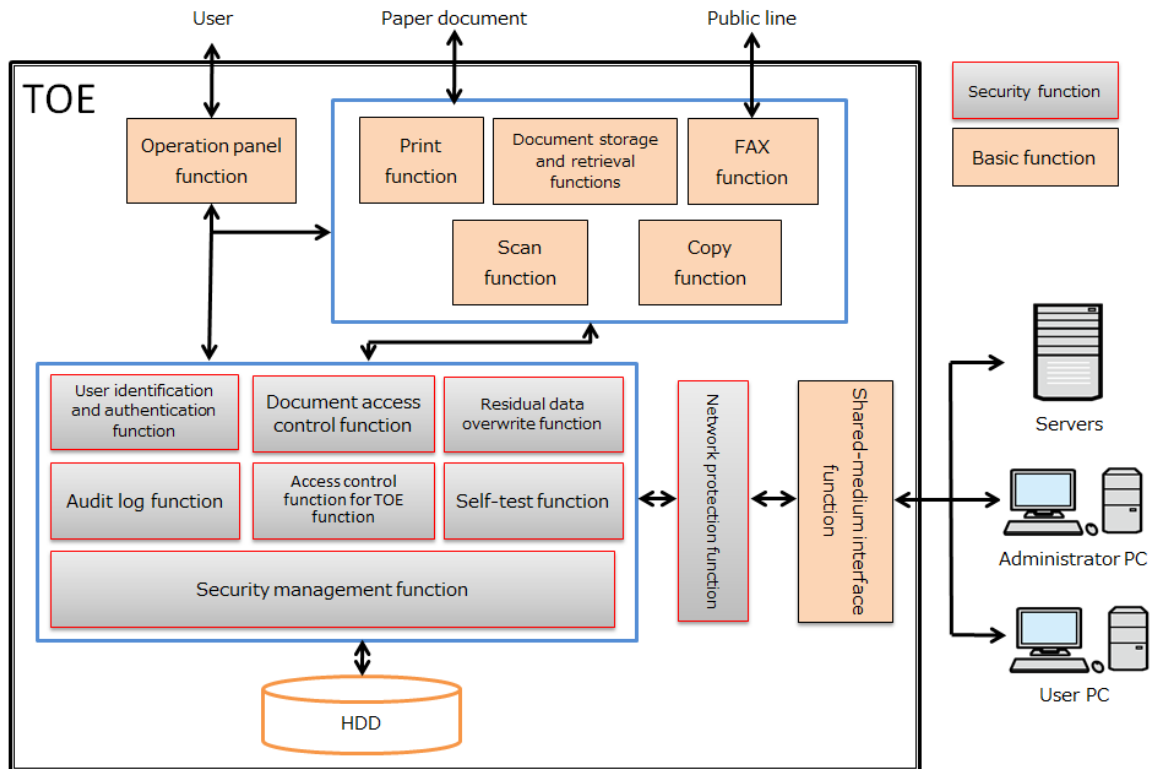 User
Paper document
Public line
TOE
Security function
Basic function
Operation panel
function
Print
function
Document storage
and retrieval
functions
FAX
function
Scan
function
Copy
function
User identification
and authentication
function
Document access
control function
Residual data
overwrite function
Audit log function
Access control
function for TOE
function
Self-test function
Security management function
Network protection function
Shared-medium interface
function
Servers
Administrator PC
User PC
HDD